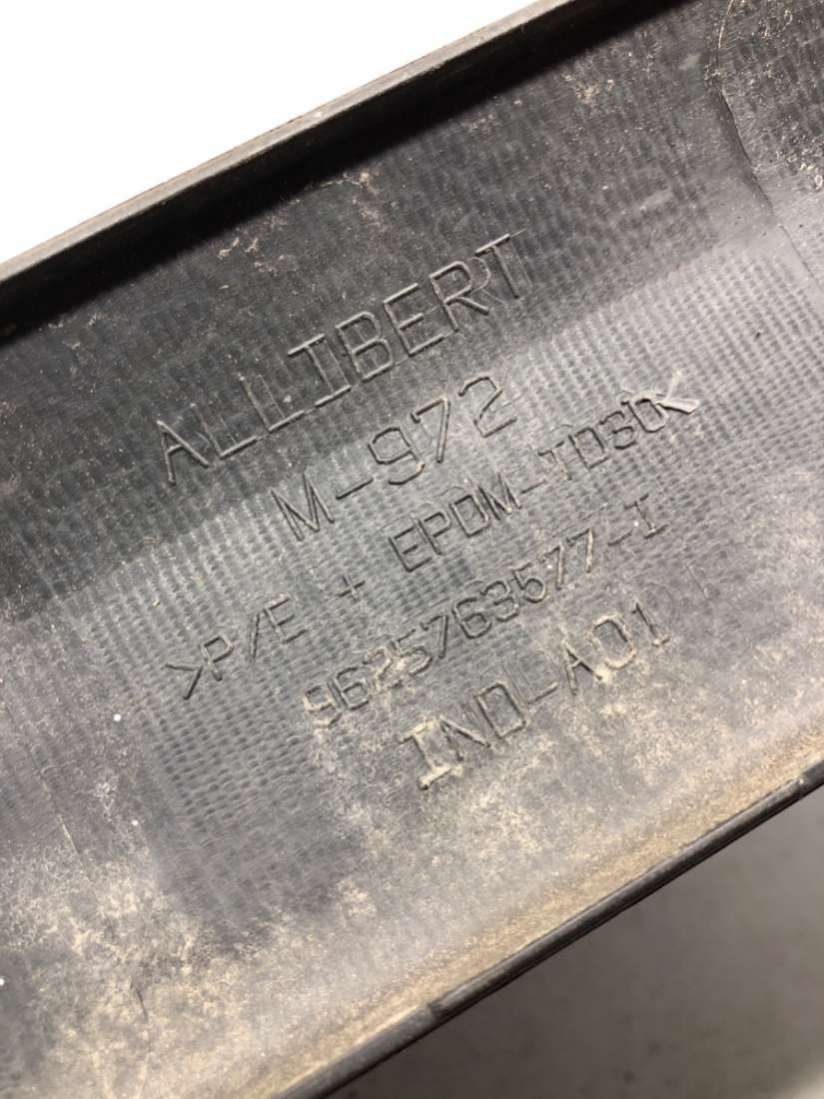 ALLIBERT
M-972
>P/E + EPDM-TD30<
9625763577-I
IND-A01